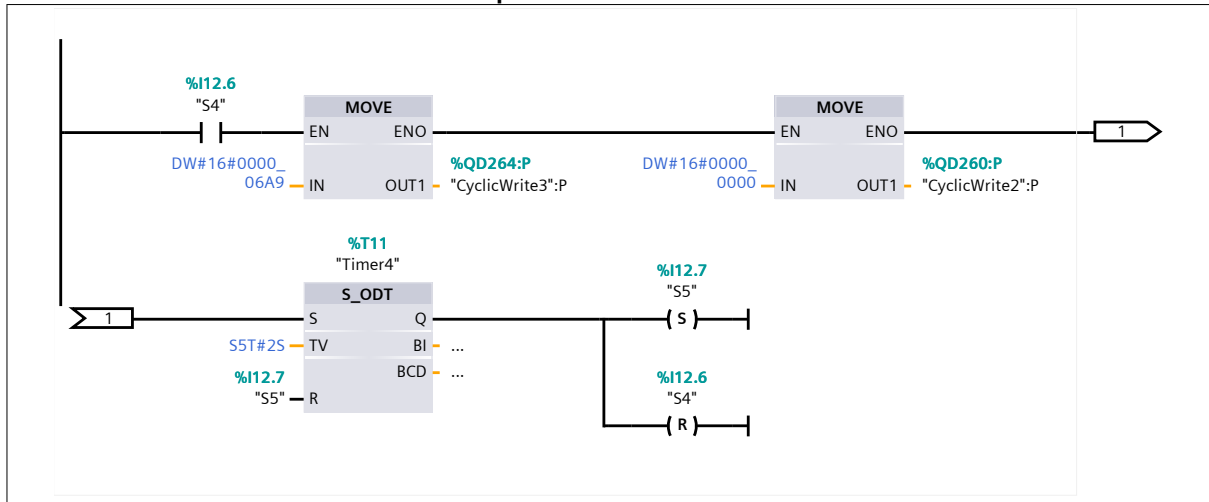 %I12.6
"S4"
MOVE
EN ENO
DW#16#0000_
06A9 IN OUT1
%QD264:P
"CyclicWrite3":P
MOVE
EN ENO
DW#16#0000_
0000 IN OUT1
%QD260:P
"CyclicWrite2":P
1
%T11
"Timer4"
S_ODT
1
S Q
S5T#2S TV BI ...
BCD ...
%I12.7
"S5" R
%I12.7
"S5"
S
%I12.6
"S4"
R